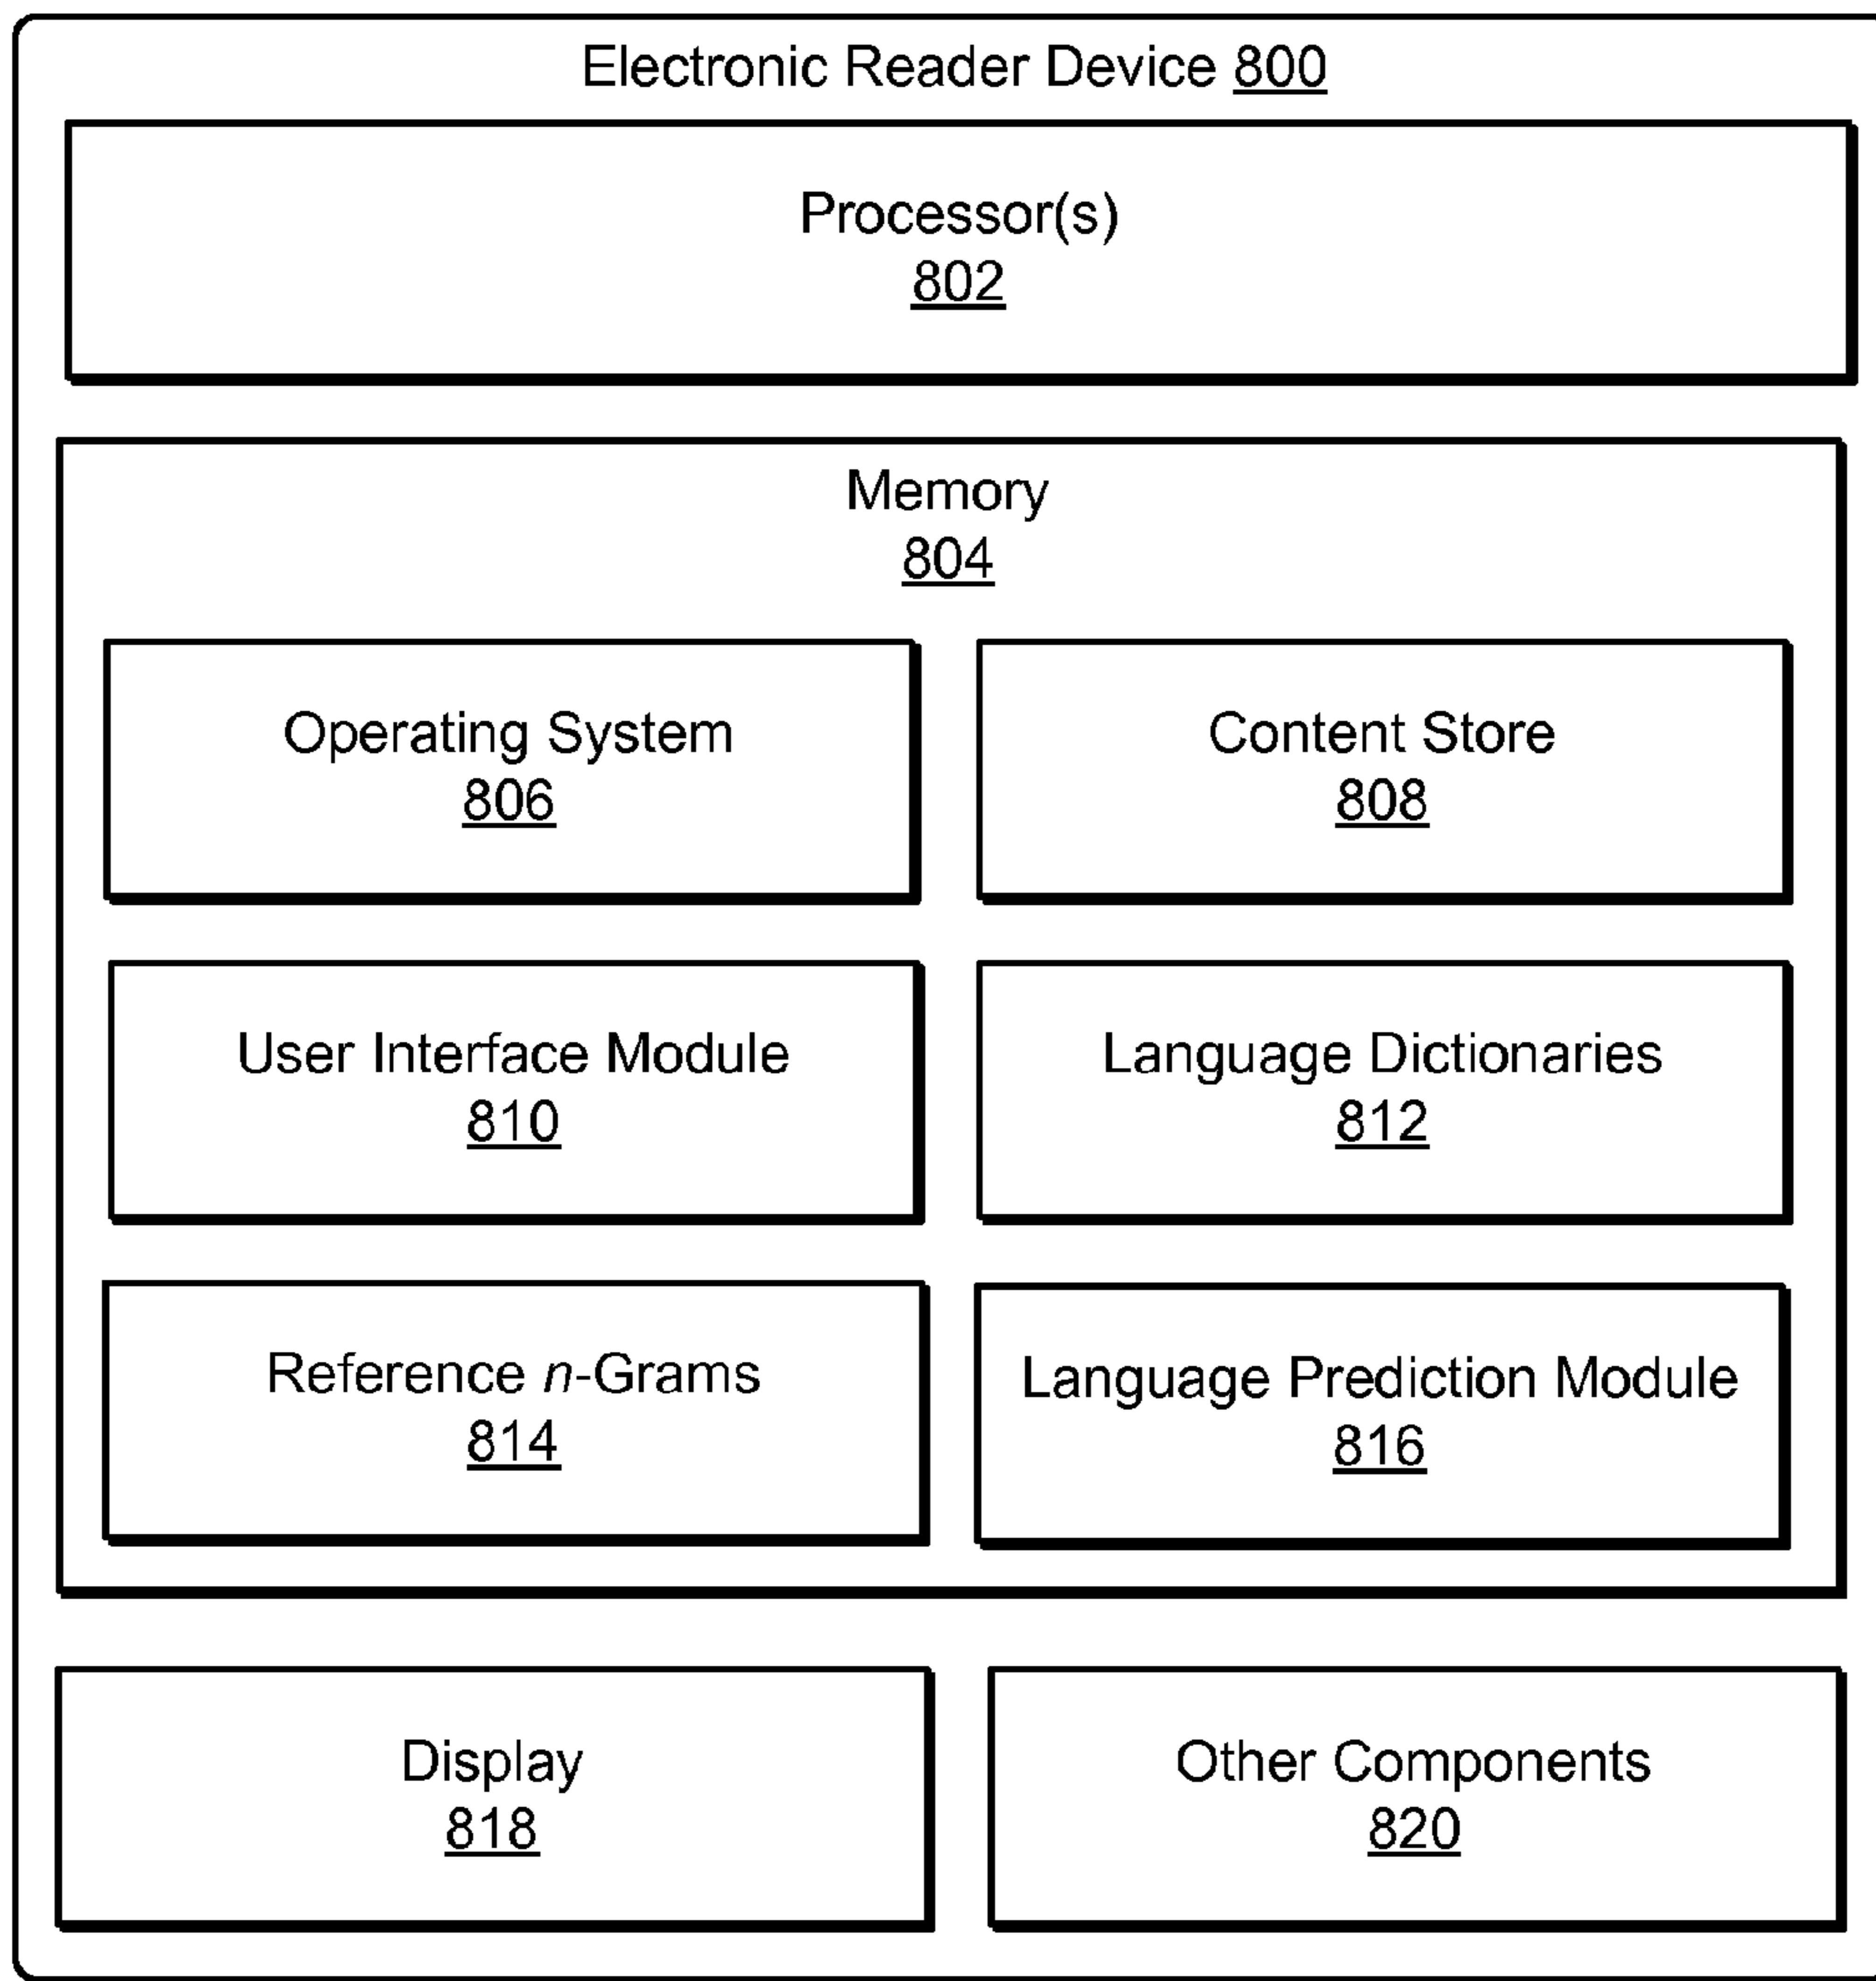 Electronic Reader Device 800
Processor(s)
802
Memory
804
Operating System
806
Content Store
808
User Interface Module
810
Language Dictionaries
812
Reference n-Grams
814
Language Prediction Module
816
Display
818
Other Components
820